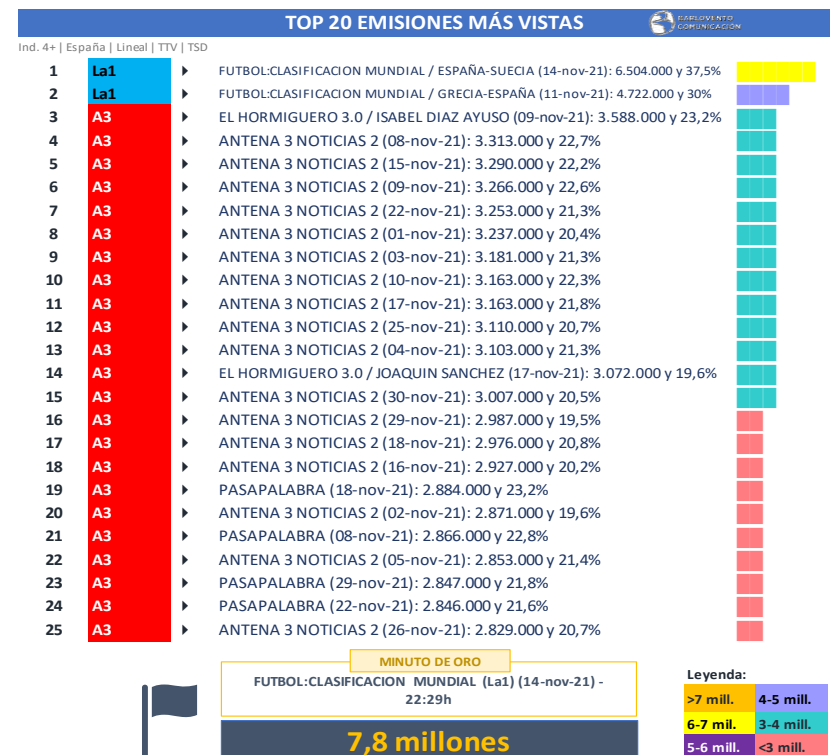 TOP 20 EMISIONES MÁS VISTAS
BARLOVENTO
COMUNICACIÓN
Ind. 4+ | España | Lineal | TTV | TSD
1 La1 FUTBOL:CLASIFICACION MUNDIAL / ESPAÑA-SUECIA (14-nov-21): 6.504.000 y 37,5%
2 La1 FUTBOL:CLASIFICACION MUNDIAL / GRECIA-ESPAÑA (11-nov-21): 4.722.000 y 30%
3 A3 EL HORMIGUERO 3.0 / ISABEL DIAZ AYUSO (09-nov-21): 3.588.000 y 23,2%
4 A3 ANTENA 3 NOTICIAS 2 (08-nov-21): 3.313.000 y 22,7%
5 A3 ANTENA 3 NOTICIAS 2 (15-nov-21): 3.290.000 y 22,2%
6 A3 ANTENA 3 NOTICIAS 2 (09-nov-21): 3.266.000 y 22,6%
7 A3 ANTENA 3 NOTICIAS 2 (22-nov-21): 3.253.000 y 21,3%
8 A3 ANTENA 3 NOTICIAS 2 (01-nov-21): 3.237.000 y 20,4%
9 A3 ANTENA 3 NOTICIAS 2 (03-nov-21): 3.181.000 y 21,3%
10 A3 ANTENA 3 NOTICIAS 2 (10-nov-21): 3.163.000 y 22,3%
11 A3 ANTENA 3 NOTICIAS 2 (17-nov-21): 3.163.000 y 21,8%
12 A3 ANTENA 3 NOTICIAS 2 (25-nov-21): 3.110.000 y 20,7%
13 A3 ANTENA 3 NOTICIAS 2 (04-nov-21): 3.103.000 y 21,3%
14 A3 EL HORMIGUERO 3.0 / JOAQUIN SANCHEZ (17-nov-21): 3.072.000 y 19,6%
15 A3 ANTENA 3 NOTICIAS 2 (30-nov-21): 3.007.000 y 20,5%
16 A3 ANTENA 3 NOTICIAS 2 (29-nov-21): 2.987.000 y 19,5%
17 A3 ANTENA 3 NOTICIAS 2 (18-nov-21): 2.976.000 y 20,8%
18 A3 ANTENA 3 NOTICIAS 2 (16-nov-21): 2.927.000 y 20,2%
19 A3 PASAPALABRA (18-nov-21): 2.884.000 y 23,2%
20 A3 ANTENA 3 NOTICIAS 2 (02-nov-21): 2.871.000 y 19,6%
21 A3 PASAPALABRA (08-nov-21): 2.866.000 y 22,8%
22 A3 ANTENA 3 NOTICIAS 2 (05-nov-21): 2.853.000 y 21,4%
23 A3 PASAPALABRA (29-nov-21): 2.847.000 y 21,8%
24 A3 PASAPALABRA (22-nov-21): 2.846.000 y 21,6%
25 A3 ANTENA 3 NOTICIAS 2 (26-nov-21): 2.829.000 y 20,7%
MINUTO DE ORO
FUTBOL:CLASIFICACION MUNDIAL (La1) (14-nov-21) -
22:29h
7,8 millones
Leyenda:
>7 mill. 4-5 mill.
6-7 mil. 3-4 mill.
5-6 mill. <3 mill.